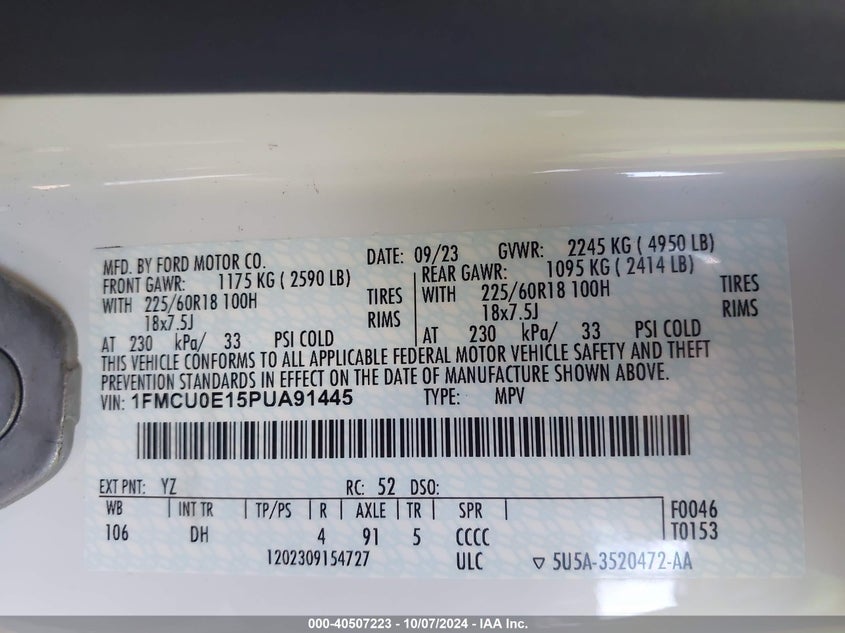 MFD. BY FORD MOTOR CO.
DATE: 09/23 GVWR: 2245 KG ( 4950 LB)
FRONT GAWR: 1175 KG ( 2590 LB) REAR GAWR: 1095 KG ( 2414 LB)
WITH 225/60R18 100H TIRES WITH 225/60R18 100H TIRES
18x7.5J RIMS 18x7.5J RIMS
AT 230 kPa/ 33 PSI COLD AT 230 kPa/ 33 PSI COLD
THIS VEHICLE CONFORMS TO ALL APPLICABLE FEDERAL MOTOR VEHICLE SAFETY AND THEFT
PREVENTION STANDARDS IN EFFECT ON THE DATE OF MANUFACTURE SHOWN ABOVE.
VIN: 1FMCU0E15PUA91445 TYPE: MPV
EXT PNT: YZ RC: 52 DSO:
WB INT TR TP/PS R AXLE TR SPR F0046
106 DH 4 91 5 CCCC T0153
1202309154727 ULC ▽ 5U5A-3520472-AA
000-40507223 - 10/07/2024 - IAA Inc.